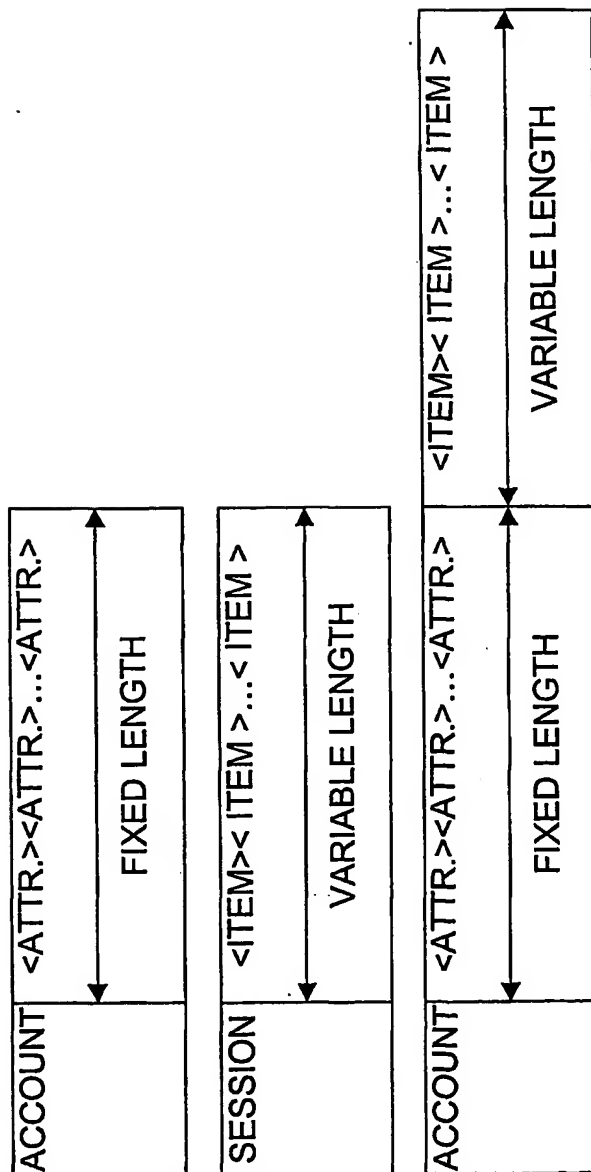 ACCOUNT
<ATTR.><ATTR.>...<ATTR.>
FIXED LENGTH
SESSION
<ITEM>< ITEM >...< ITEM >
VARIABLE LENGTH
ACCOUNT
<ATTR.><ATTR.>...<ATTR.>
FIXED LENGTH
<ITEM>< ITEM >...< ITEM >
VARIABLE LENGTH